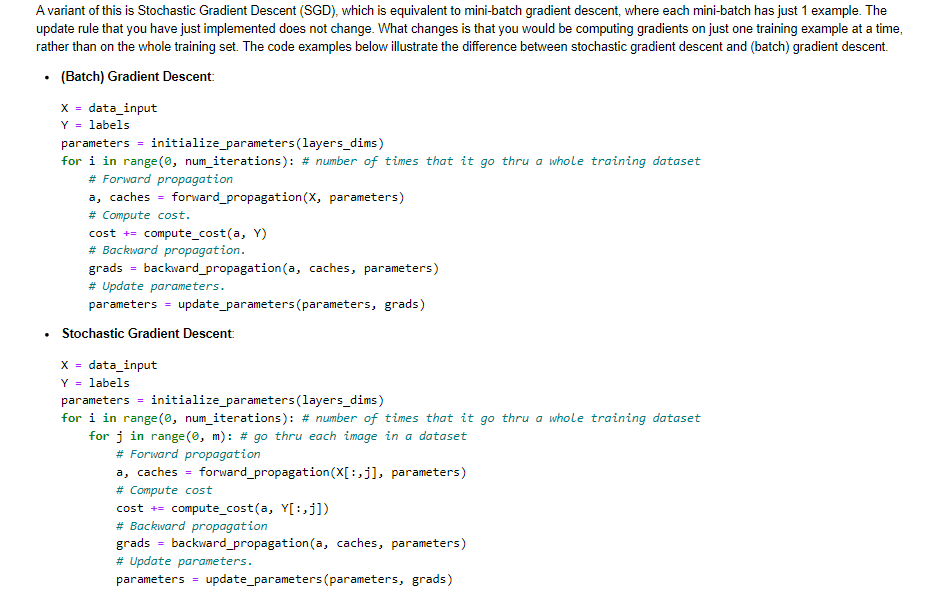 A variant of this is Stochastic Gradient Descent (SGD), which is equivalent to mini-batch gradient descent, where each mini-batch has just 1 example. The
update rule that you have just implemented does not change. What changes is that you would be computing gradients on just one training example at a time,
rather than on the whole training set. The code examples below illustrate the difference between stochastic gradient descent and (batch) gradient descent.
• (Batch) Gradient Descent:
X = data_input
Y = labels
parameters = initialize_parameters(layers_dims)
for i in range(0, num_iterations): # number of times that it go thru a whole training dataset
    # Forward propagation
    a, caches = forward_propagation(X, parameters)
    # Compute cost.
    cost += compute_cost(a, Y)
    # Backward propagation.
    grads = backward_propagation(a, caches, parameters)
    # Update parameters.
    parameters = update_parameters(parameters, grads)
• Stochastic Gradient Descent:
X = data_input
Y = labels
parameters = initialize_parameters(layers_dims)
for i in range(0, num_iterations): # number of times that it go thru a whole training dataset
    for j in range(0, m): # go thru each image in a dataset
        # Forward propagation
        a, caches = forward_propagation(X[:,j], parameters)
        # Compute cost
        cost += compute_cost(a, Y[:,j])
        # Backward propagation
        grads = backward_propagation(a, caches, parameters)
        # Update parameters.
        parameters = update_parameters(parameters, grads)